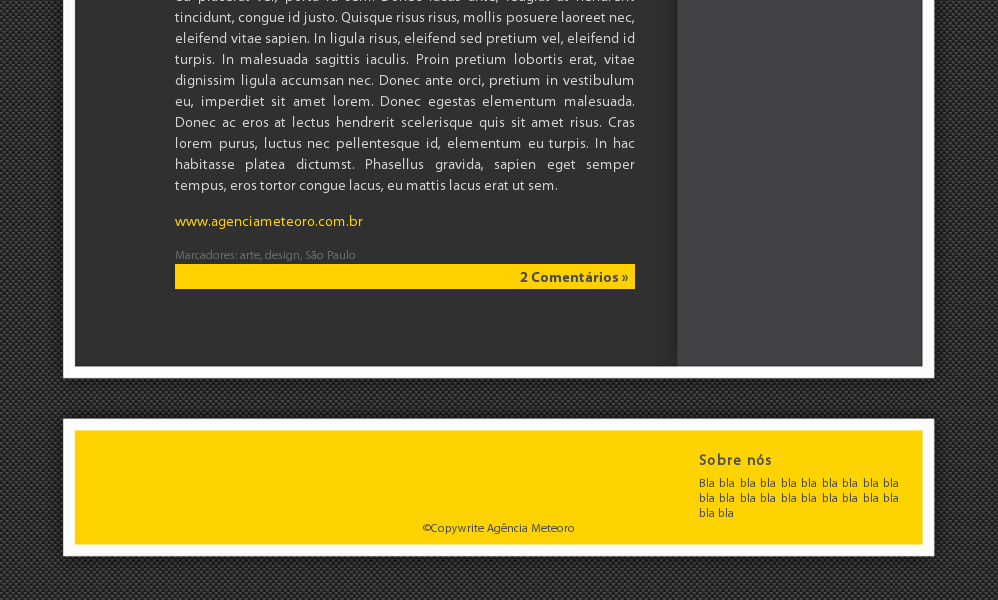 tincidunt, congue id justo. Quisque risus risus, mollis posuere laoreet nec,
eleifend vitae sapien. In ligula risus, eleifend sed pretium vel, eleifend id
turpis. In malesuada sagittis iaculis. Proin pretium lobortis erat, vitae
dignissim ligula accumsan nec. Donec ante orci, pretium in vestibulum
eu, imperdiet sit amet lorem. Donec egestas elementum malesuada.
Donec ac eros at lectus hendrerit scelerisque quis sit amet risus. Cras
lorem purus, luctus nec pellentesque id, elementum eu turpis. In hac
habitasse platea dictumst. Phasellus gravida, sapien eget semper
tempus, eros tortor congue lacus, eu mattis lacus erat ut sem.
www.agenciameteoro.com.br
Marcadores: arte, design, São Paulo
2 Comentários »
Sobre nós
Bla bla bla bla bla bla bla bla bla bla
bla bla bla bla bla bla bla bla bla bla
bla bla
©Copywrite Agência Meteoro